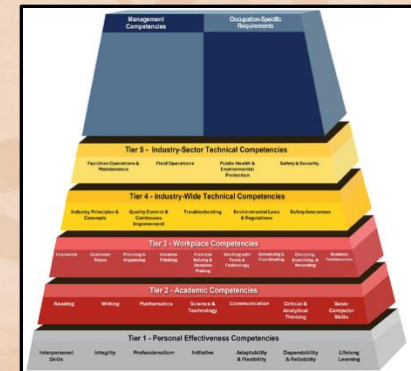 Management
Competencies
Occupation-Specific
Requirements
Tier 5 - Industry-Sector Technical Competencies
Facilities Operations &
Maintenance
Field Operations
Public Health &
Environmental
Protection
Safety & Security
Tier 4 - Industry-Wide Technical Competencies
Industry Principles &
Concepts
Quality Control &
Continuous
Improvement
Troubleshooting
Environmental Laws
& Regulations
Safety Awareness
Tier 3 - Workplace Competencies
Teamwork
Customer
Focus
Planning &
Organizing
Creative
Thinking
Problem
Solving &
Decision
Making
Working with
Tools &
Technology
Scheduling &
Coordinating
Checking,
Examining, &
Recording
Business
Fundamentals
Tier 2 - Academic Competencies
Reading
Writing
Mathematics
Science &
Technology
Communication
Critical &
Analytical
Thinking
Basic
Computer
Skills
Tier 1 - Personal Effectiveness Competencies
Interpersonal
Skills
Integrity
Professionalism
Initiative
Adaptability
& Flexibility
Dependability
& Reliability
Lifelong
Learning